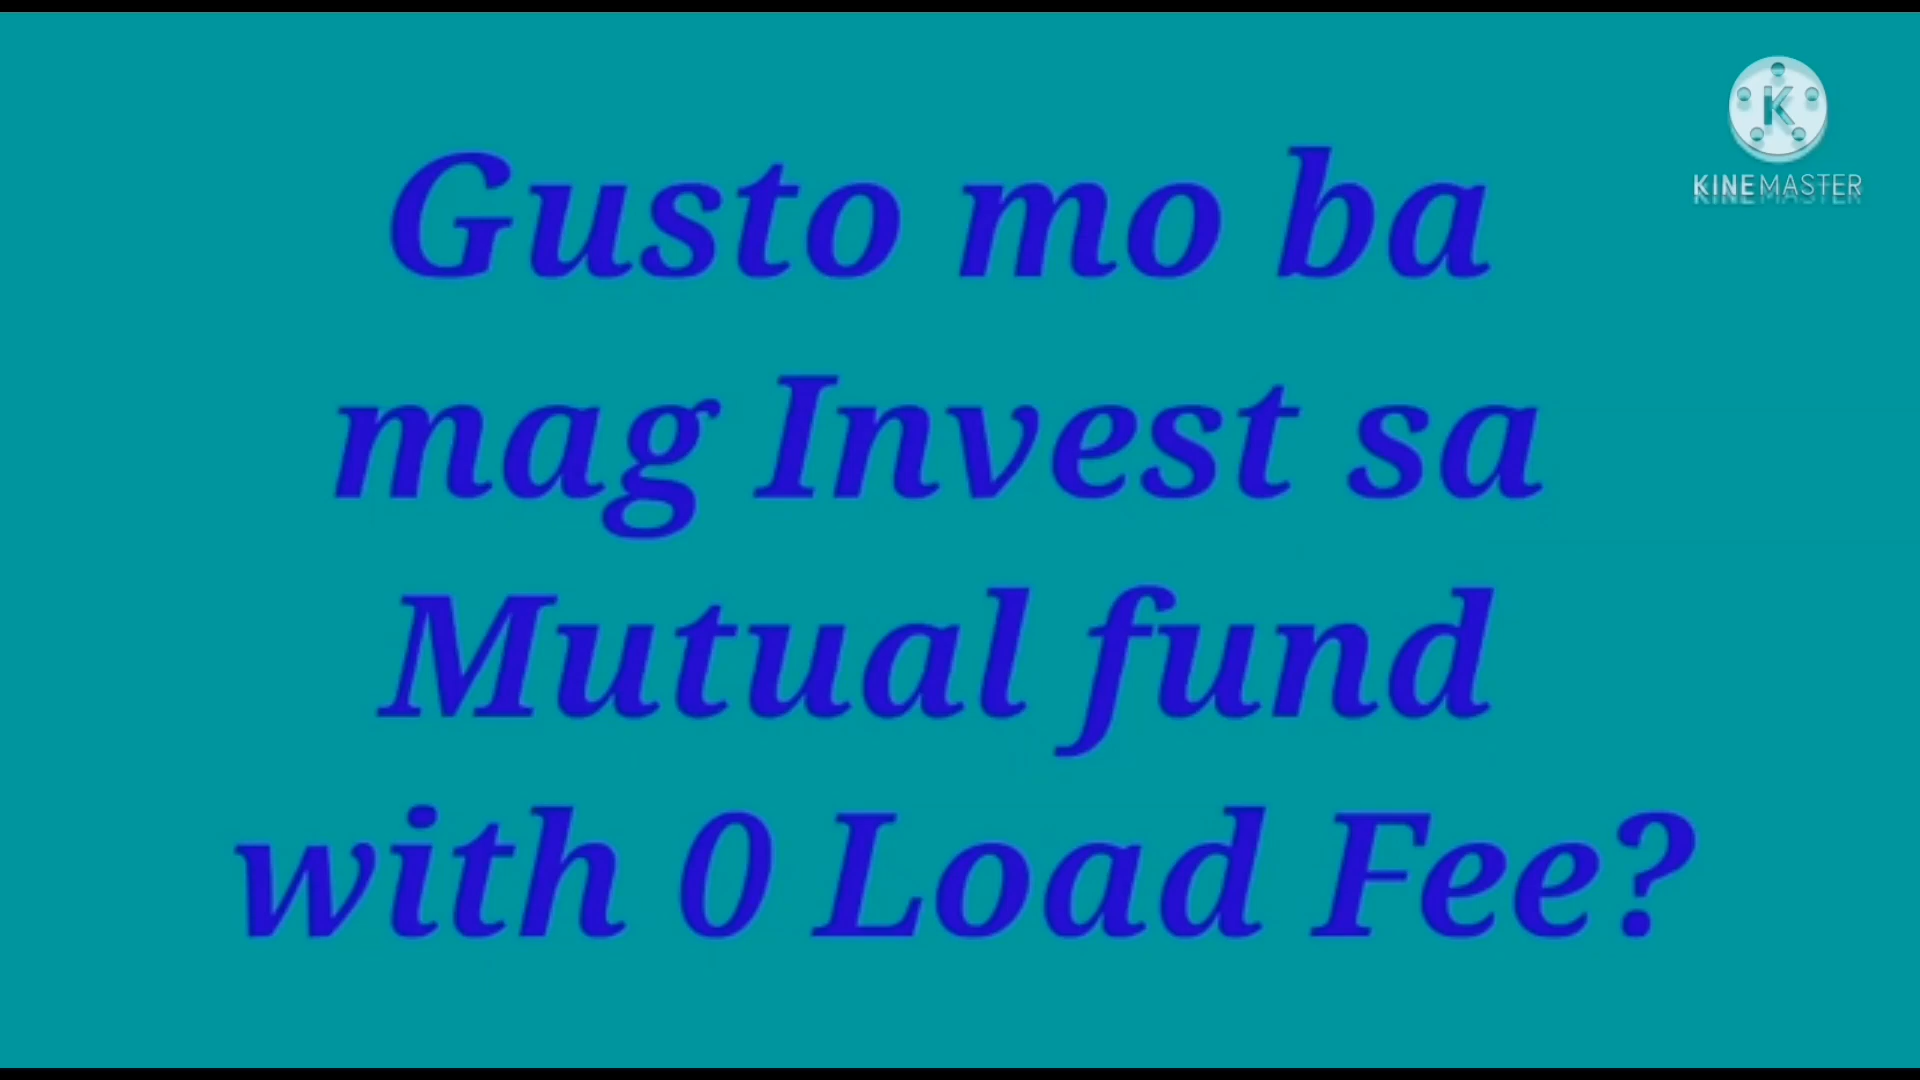 KINEMASTER
Gusto mo ba
mag Invest sa
Mutual fund
with 0 Load Fee?